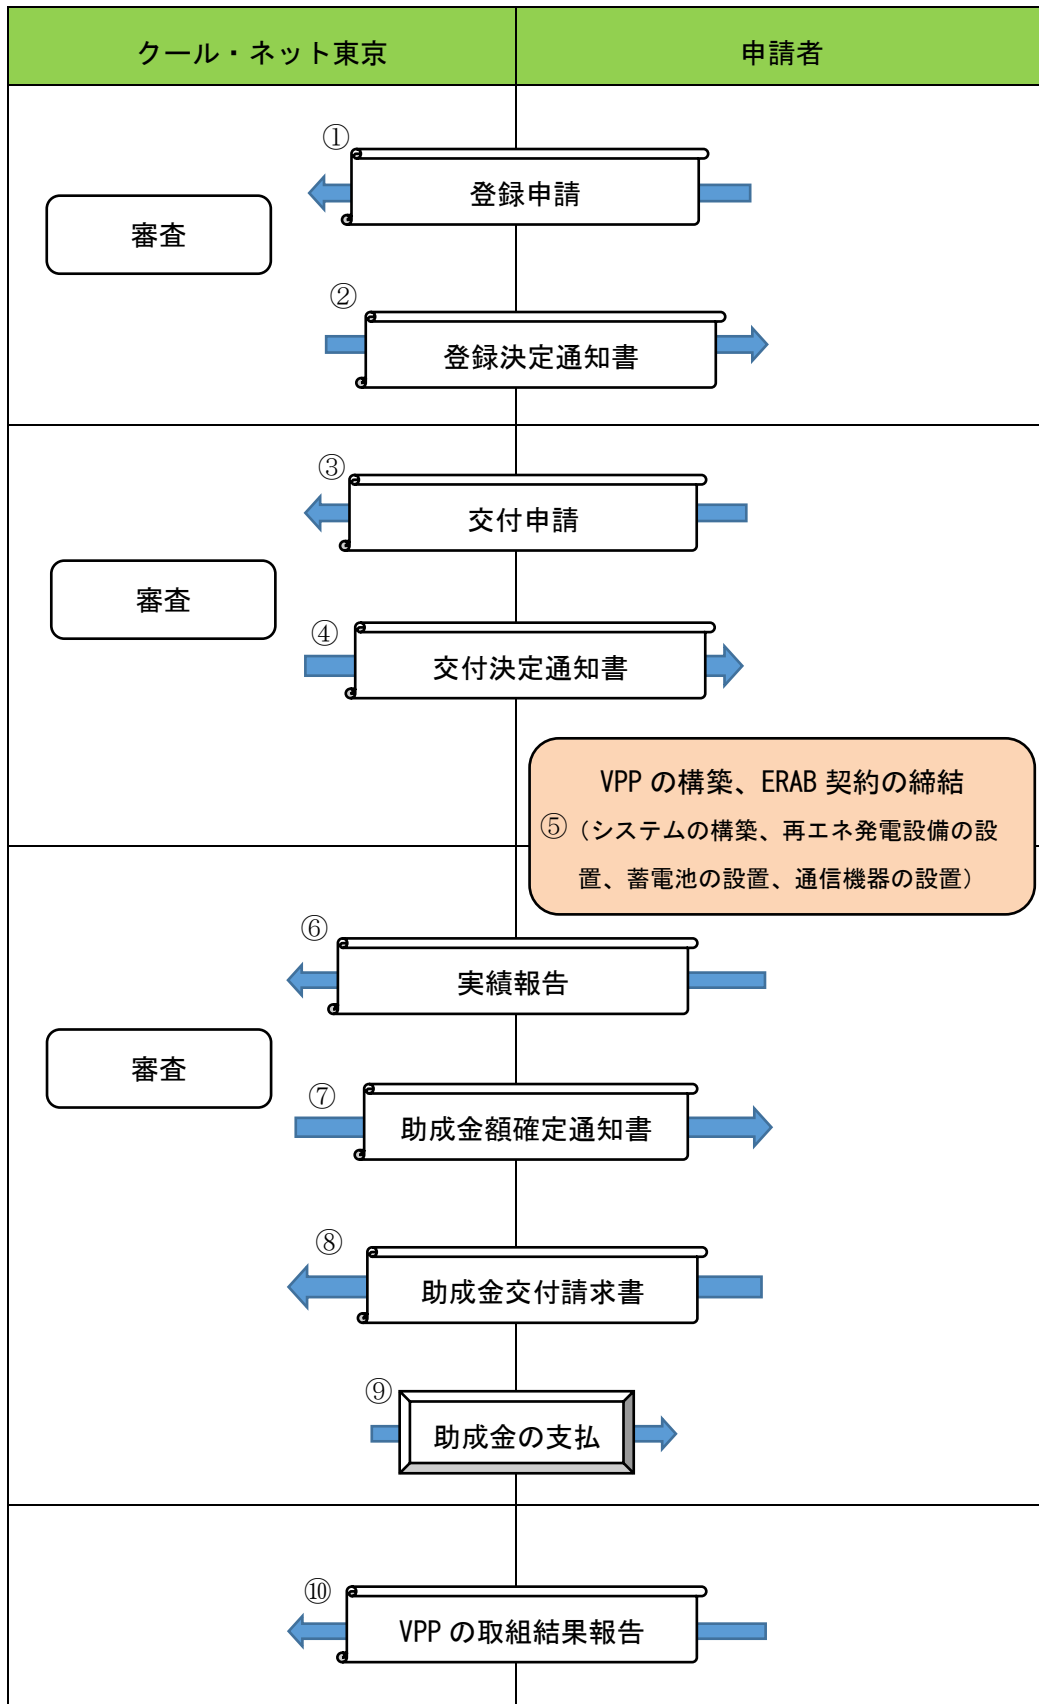 クール・ネット東京
申請者
①
登録申請
審査
②
登録決定通知書
③
交付申請
審査
④
交付決定通知書
VPP の構築、ERAB 契約の締結
⑤（システムの構築、再エネ発電設備の設
置、蓄電池の設置、通信機器の設置）
⑥
実績報告
審査
⑦
助成金額確定通知書
⑧
助成金交付請求書
⑨
助成金の支払
⑩
VPP の取組結果報告